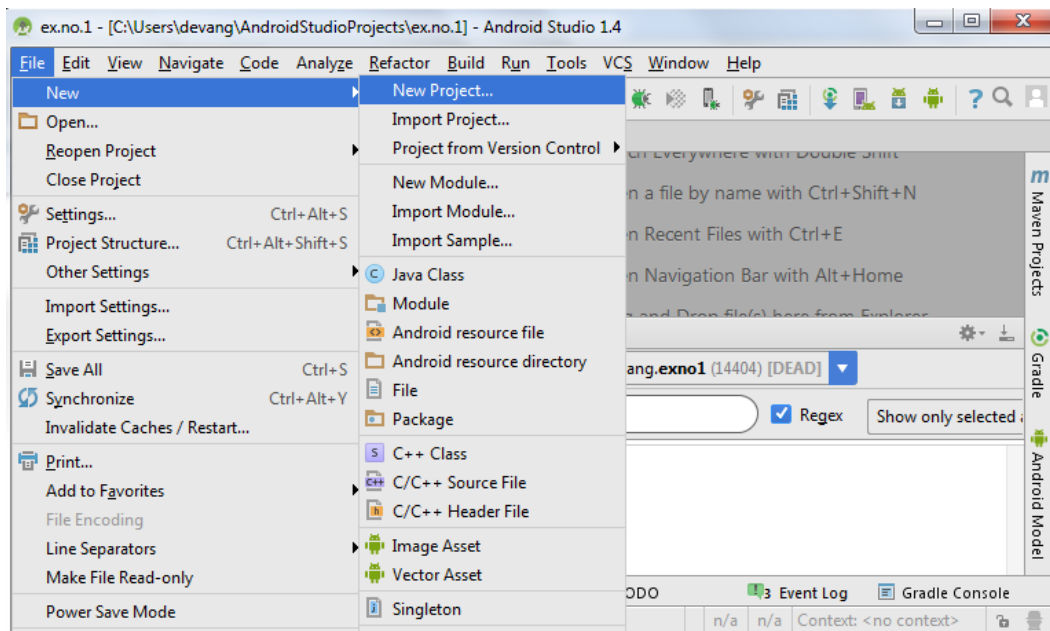 ex.no.1 - [C:\Users\devang\AndroidStudioProjects\ex.no.1] - Android Studio 1.4
File Edit View Navigate Code Analyze Refactor Build Run Tools VCS Window Help
New
Open...
Reopen Project
Close Project
Settings... Ctrl+Alt+S
Project Structure... Ctrl+Alt+Shift+S
Other Settings
Import Settings...
Export Settings...
Save All Ctrl+S
Synchronize Ctrl+Alt+Y
Invalidate Caches / Restart...
Print...
Add to Favorites
File Encoding
Line Separators
Make File Read-only
Power Save Mode
New Project...
Import Project...
Project from Version Control
New Module...
Import Module...
Import Sample...
Java Class
Module
Android resource file
Android resource directory
File
Package
C++ Class
C/C++ Source File
C/C++ Header File
Image Asset
Vector Asset
Singleton
Everywhere with Double Shift
n a file by name with Ctrl+Shift+N
n Recent Files with Ctrl+E
n Navigation Bar with Alt+Home
and Drop file(s) here from Explorer
ang.exno1 (14404) [DEAD]
Regex
Show only selected
ODO
3 Event Log
Gradle Console
n/a n/a Context: <no context>
Maven Projects
Gradle
Android Model